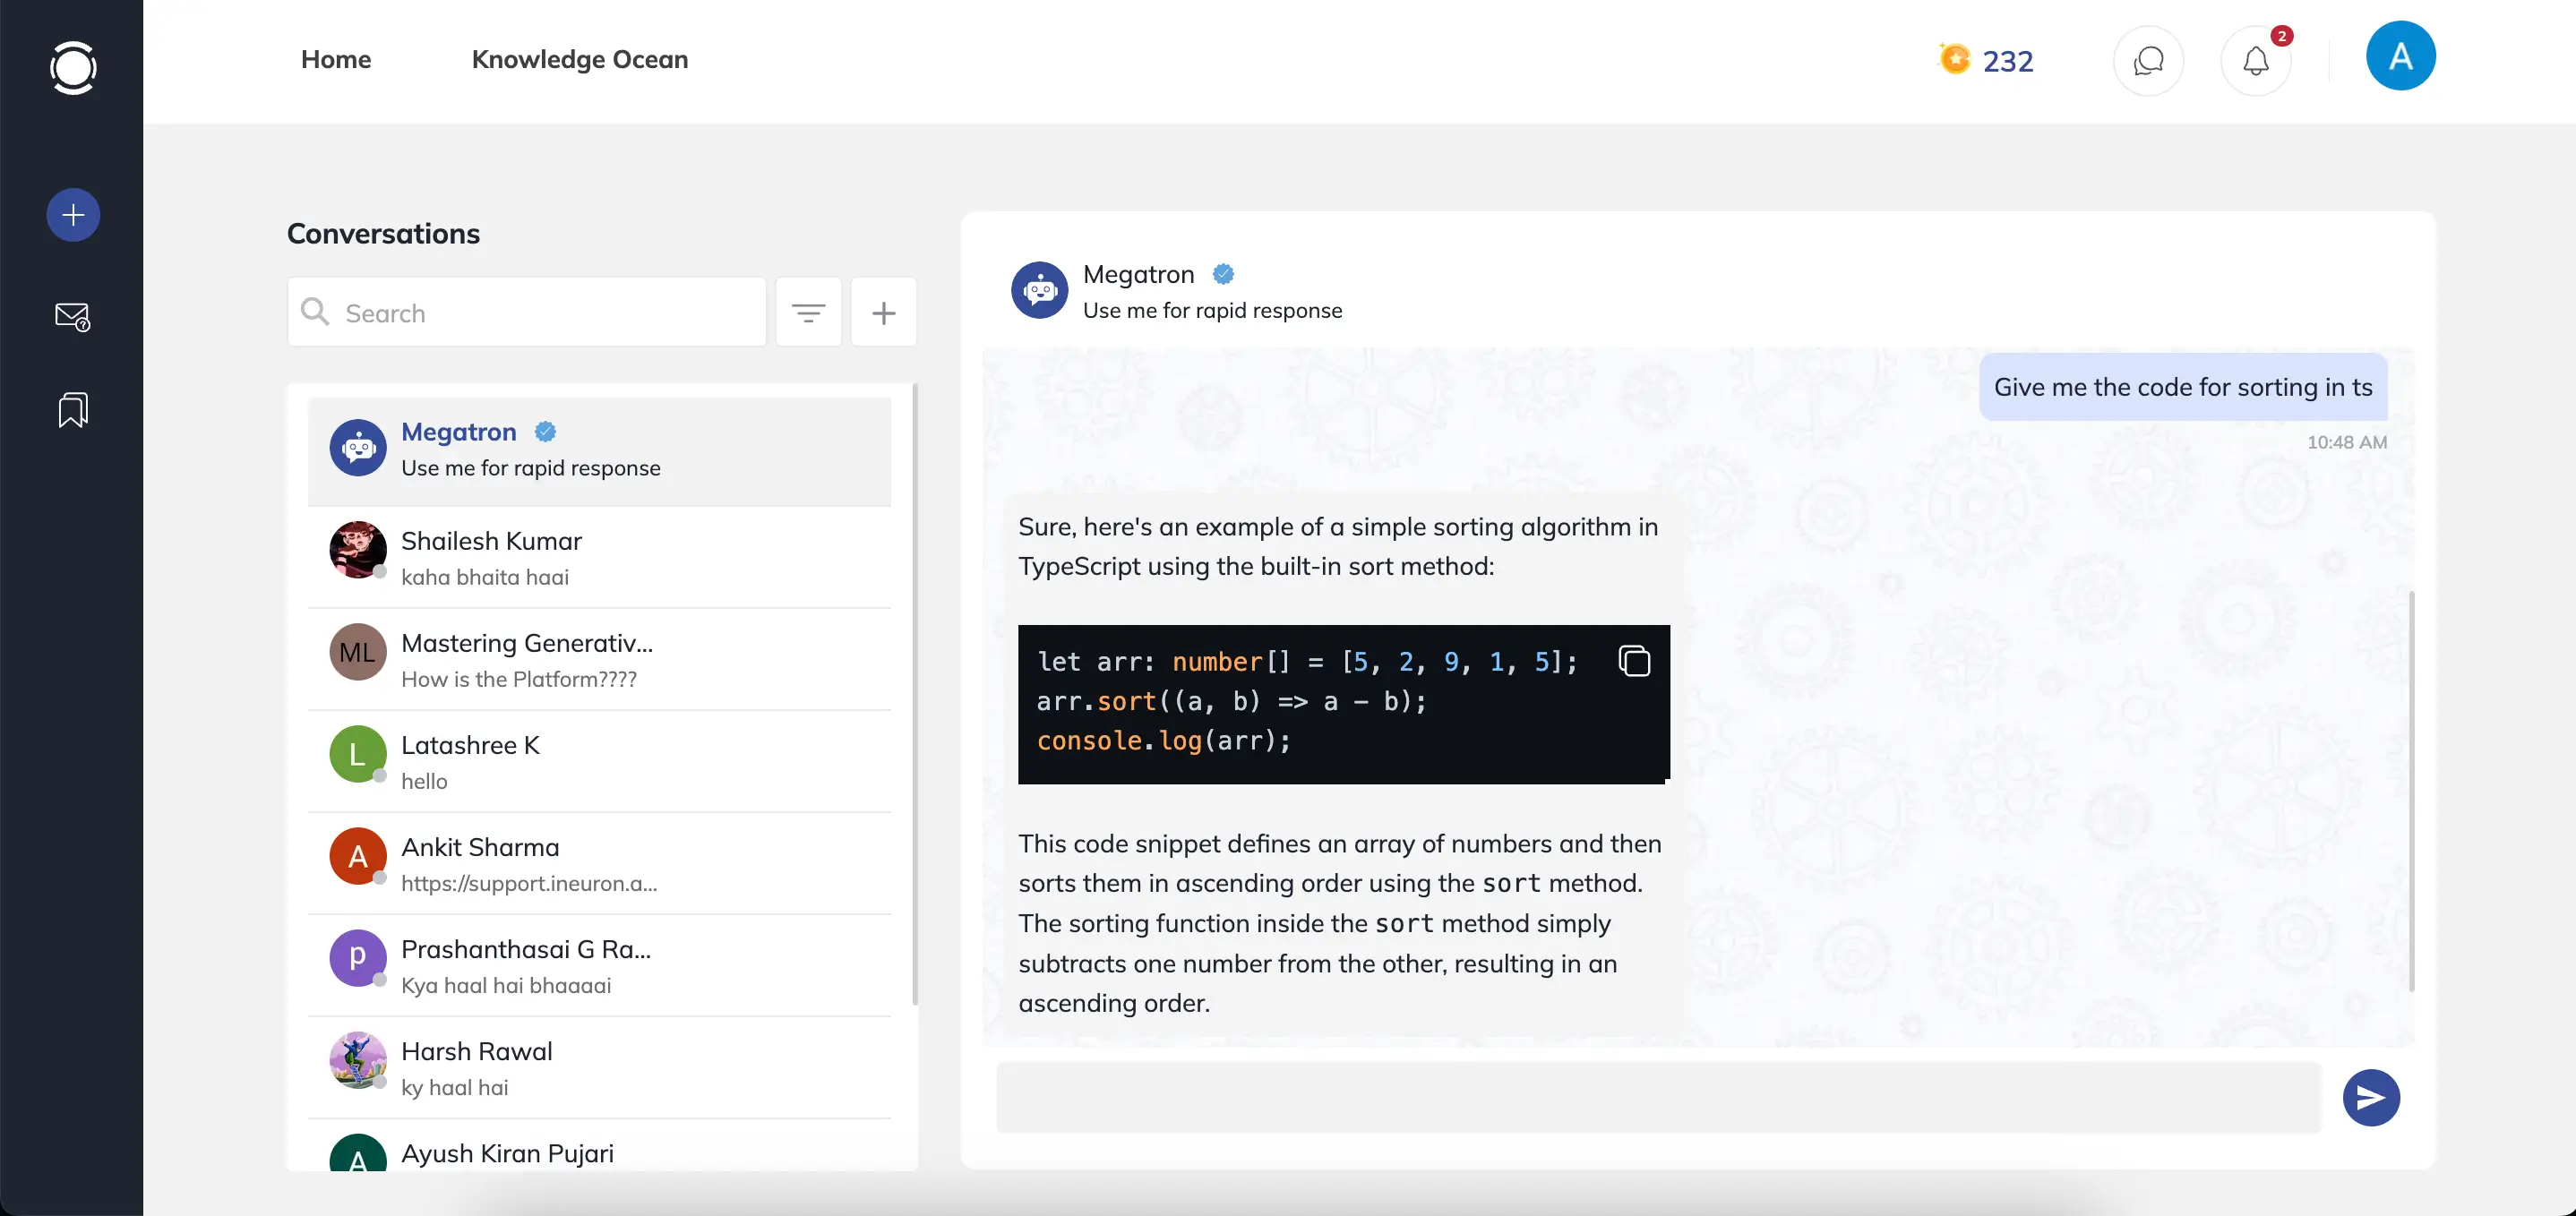 Home
Knowledge Ocean
232
2
A
Conversations
Search
Megatron
Use me for rapid response
Shailesh Kumar
kaha bhaita haai
ML
Mastering Generativ...
How is the Platform????
L
Latashree K
hello
A
Ankit Sharma
https://support.ineuron.a...
p
Prashanthasai G Ra...
Kya haal hai bhaaaai
Harsh Rawal
ky haal hai
A
Ayush Kiran Pujari
Megatron
Use me for rapid response
Give me the code for sorting in ts
10:48 AM
Sure, here's an example of a simple sorting algorithm in
TypeScript using the built-in sort method:
let arr: number[] = [5, 2, 9, 1, 5];
arr.sort((a, b) => a - b);
console.log(arr);
This code snippet defines an array of numbers and then
sorts them in ascending order using the sort method.
The sorting function inside the sort method simply
subtracts one number from the other, resulting in an
ascending order.